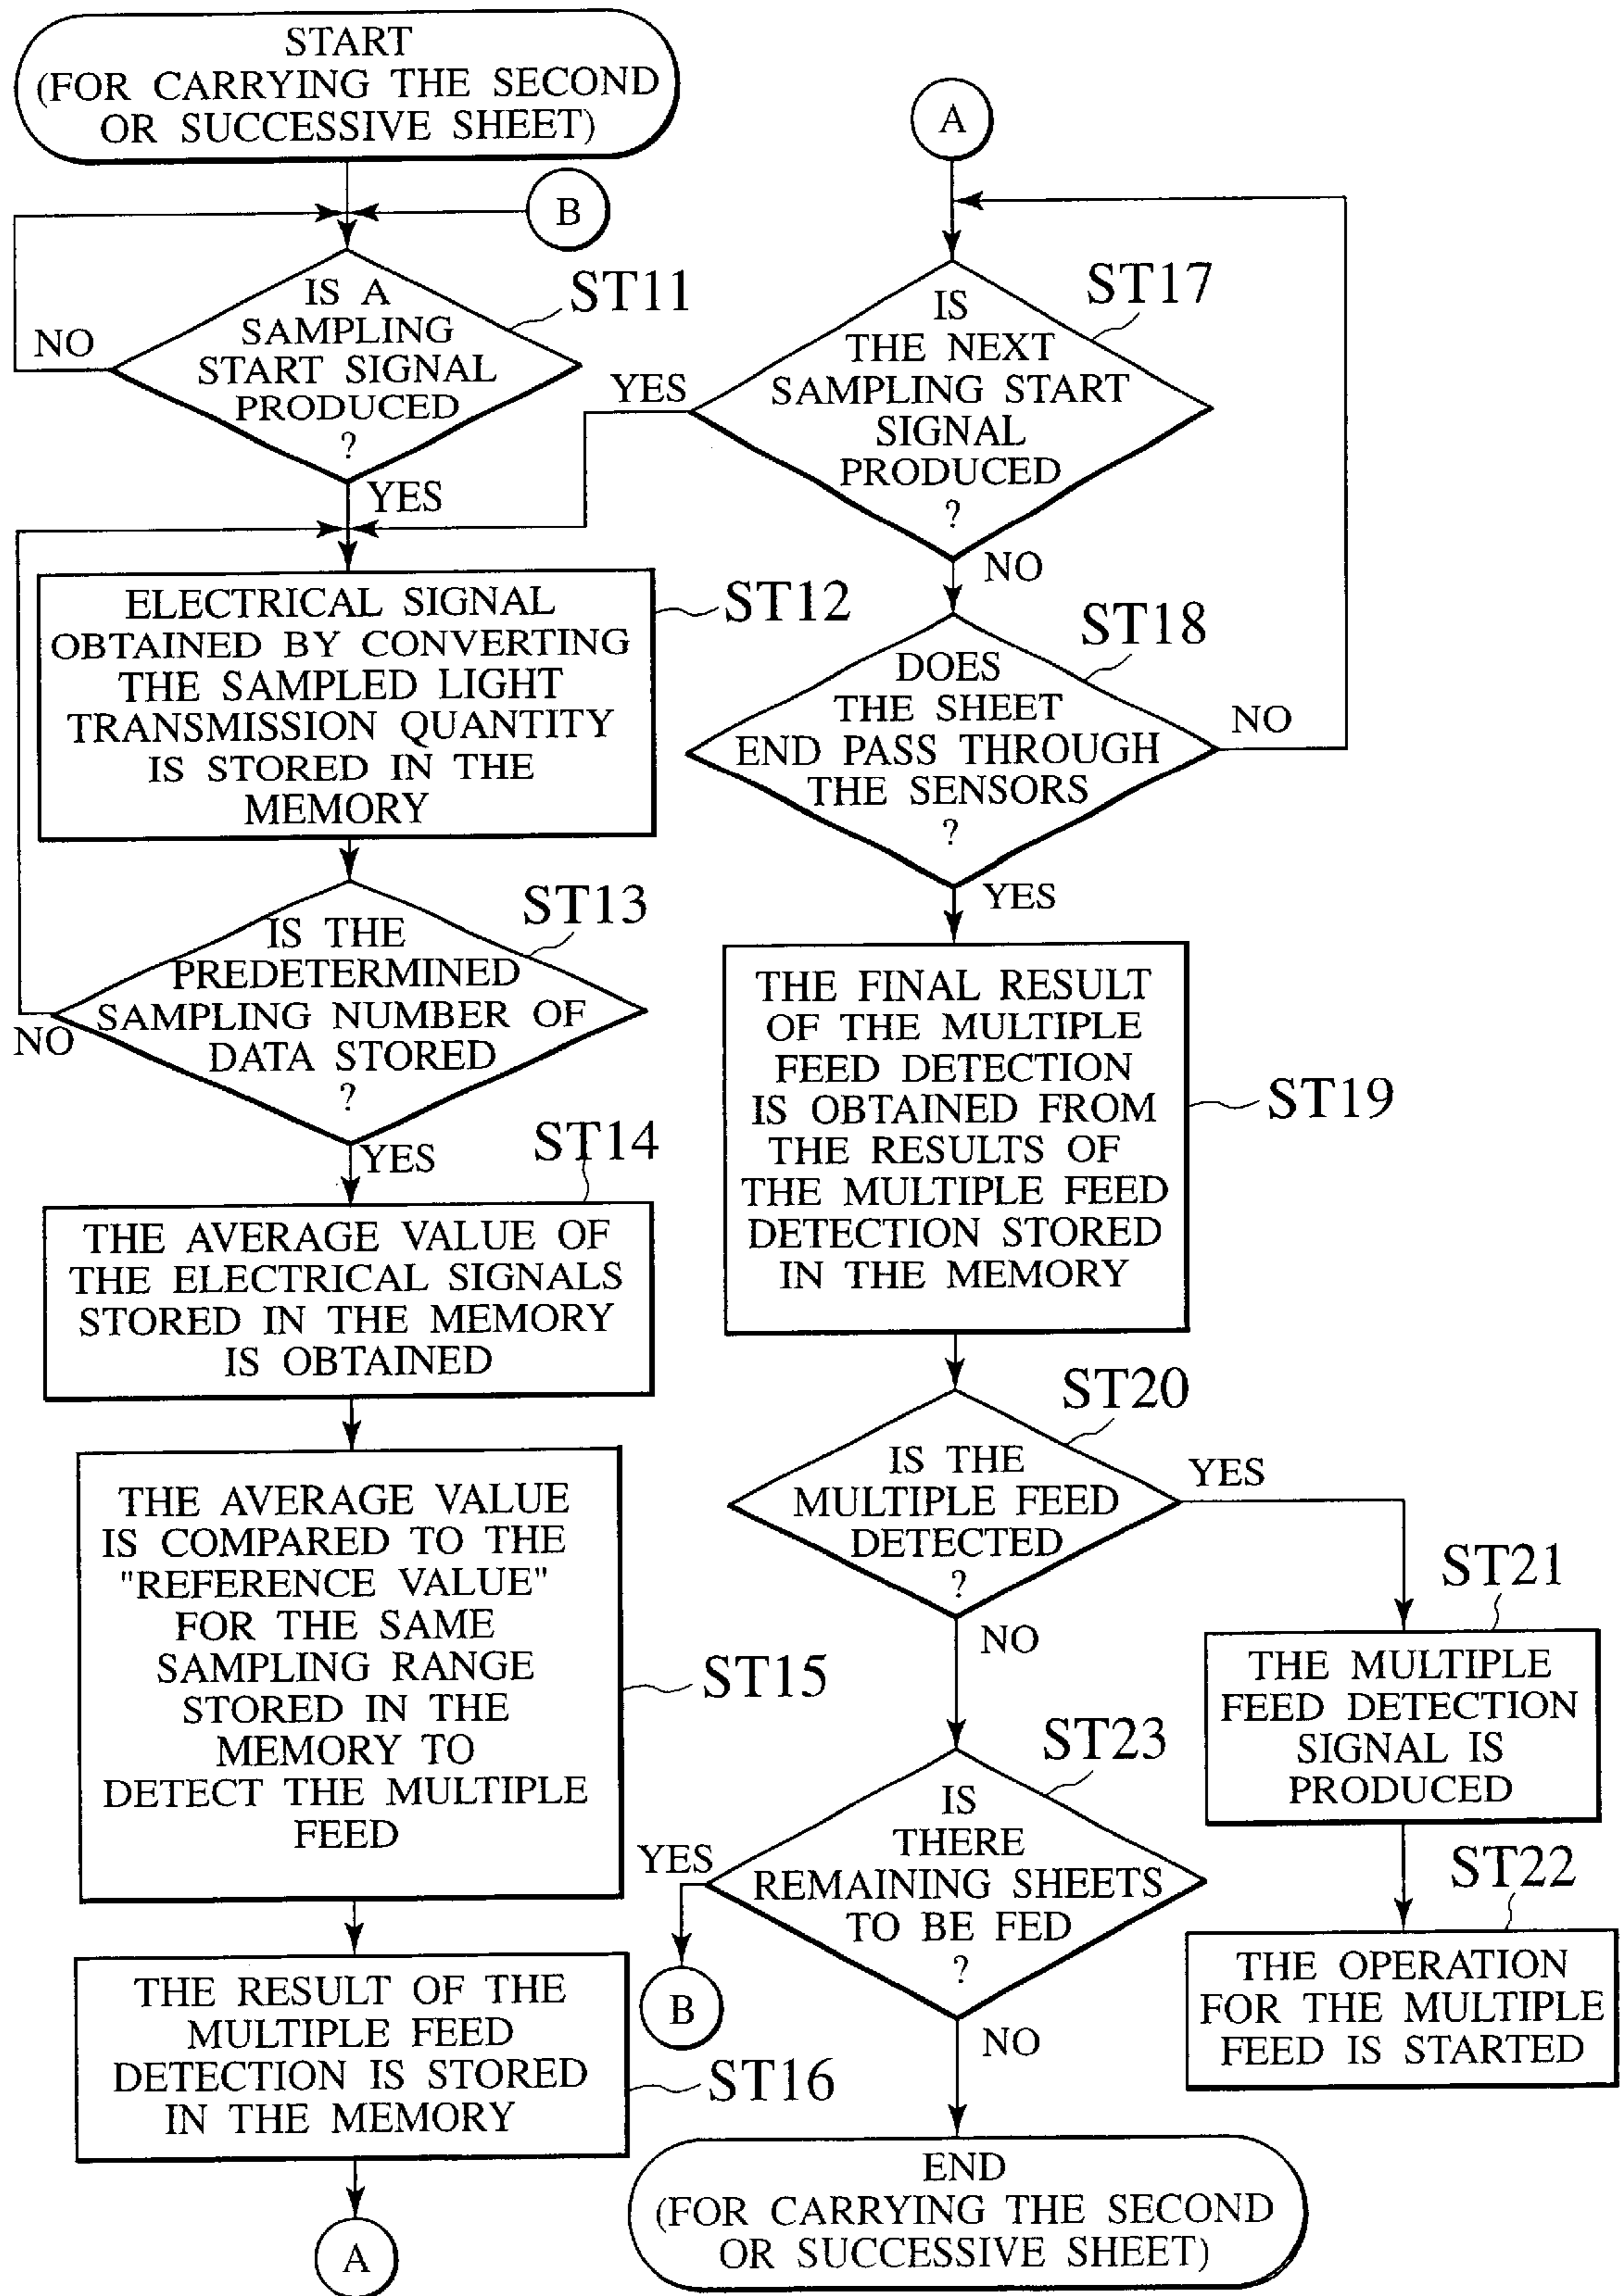 START
(FOR CARRYING THE SECOND
OR SUCCESSIVE SHEET)
B
IS A
SAMPLING
START SIGNAL
PRODUCED
?
ST11
NO
YES
ELECTRICAL SIGNAL
OBTAINED BY CONVERTING
THE SAMPLED LIGHT
TRANSMISSION QUANTITY
IS STORED IN THE
MEMORY
ST12
IS THE
PREDETERMINED
SAMPLING NUMBER OF
DATA STORED
?
ST13
NO
YES
ST14
THE AVERAGE VALUE OF
THE ELECTRICAL SIGNALS
STORED IN THE MEMORY
IS OBTAINED
THE AVERAGE VALUE
IS COMPARED TO THE
"REFERENCE VALUE"
FOR THE SAME
SAMPLING RANGE
STORED IN THE
MEMORY TO
DETECT THE MULTIPLE
FEED
ST15
THE RESULT OF THE
MULTIPLE FEED
DETECTION IS STORED
IN THE MEMORY
ST16
A
A
IS
THE NEXT
SAMPLING START
SIGNAL
PRODUCED
?
ST17
YES
NO
DOES
THE SHEET
END PASS THROUGH
THE SENSORS
?
ST18
NO
YES
THE FINAL RESULT
OF THE MULTIPLE
FEED DETECTION
IS OBTAINED FROM
THE RESULTS OF
THE MULTIPLE FEED
DETECTION STORED
IN THE MEMORY
ST19
IS THE
MULTIPLE FEED
DETECTED
?
ST20
YES
NO
ST21
THE MULTIPLE
FEED DETECTION
SIGNAL IS
PRODUCED
ST22
THE OPERATION
FOR THE MULTIPLE
FEED IS STARTED
IS
THERE
REMAINING SHEETS
TO BE FED
?
ST23
YES
B
NO
END
(FOR CARRYING THE SECOND
OR SUCCESSIVE SHEET)